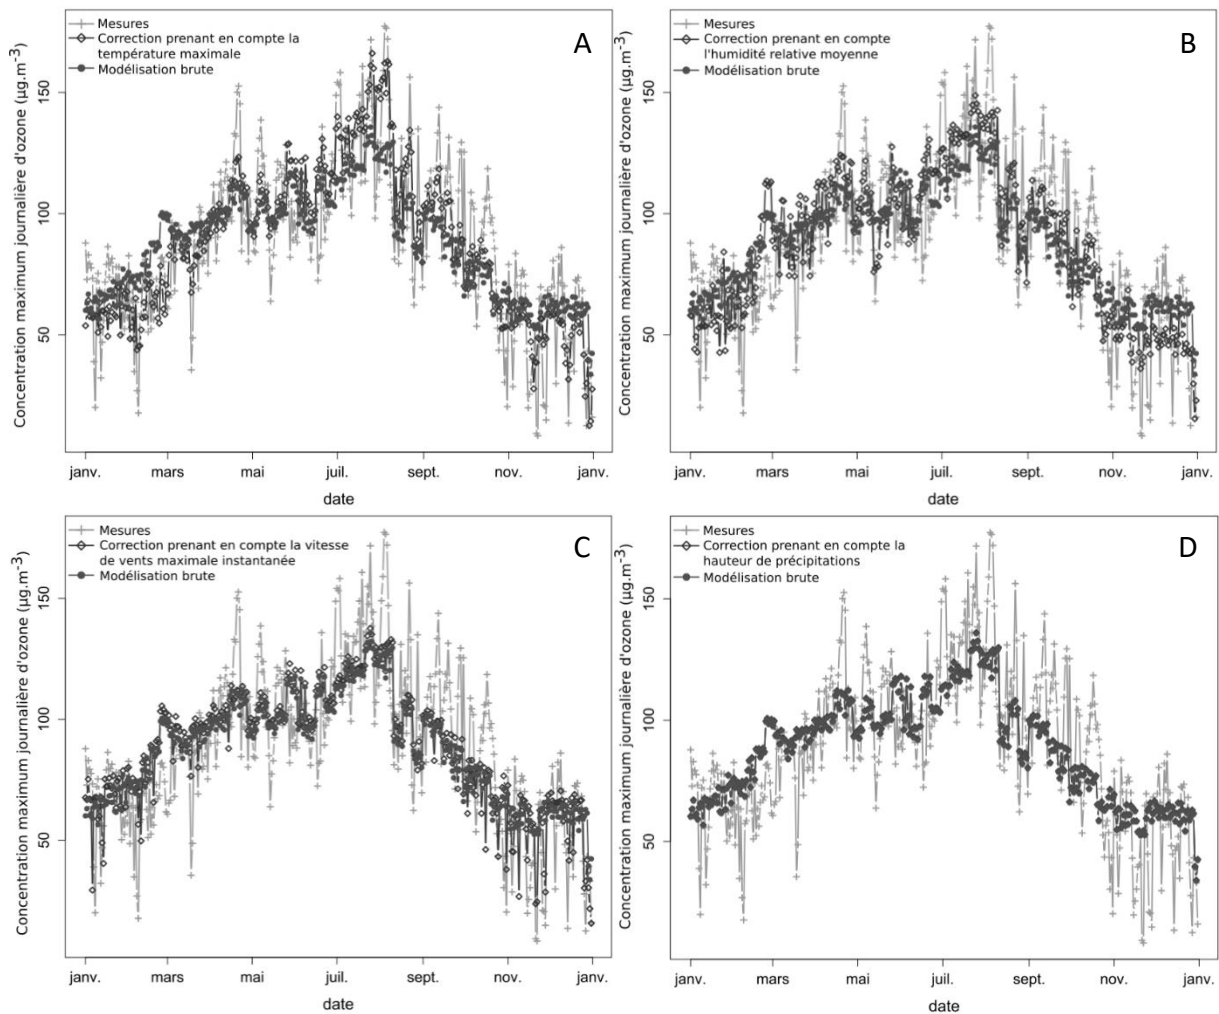 Concentration maximum journalière d'ozone (µg.m⁻³)
Mesures
Correction prenant en compte la
température maximale
Modélisation brute
A
150
100
50
janv.
mars
mai
juil.
sept.
nov.
janv.
date
Concentration maximum journalière d'ozone (µg.m⁻³)
Mesures
Correction prenant en compte
l'humidité relative moyenne
Modélisation brute
B
150
100
50
janv.
mars
mai
juil.
sept.
nov.
janv.
date
Concentration maximum journalière d'ozone (µg.m⁻³)
Mesures
Correction prenant en compte la vitesse
de vents maximale instantanée
Modélisation brute
C
150
100
50
janv.
mars
mai
juil.
sept.
nov.
janv.
date
Concentration maximum journalière d'ozone (µg.m⁻³)
Mesures
Correction prenant en compte la
hauteur de précipitations
Modélisation brute
D
150
100
50
janv.
mars
mai
juil.
sept.
nov.
janv.
date